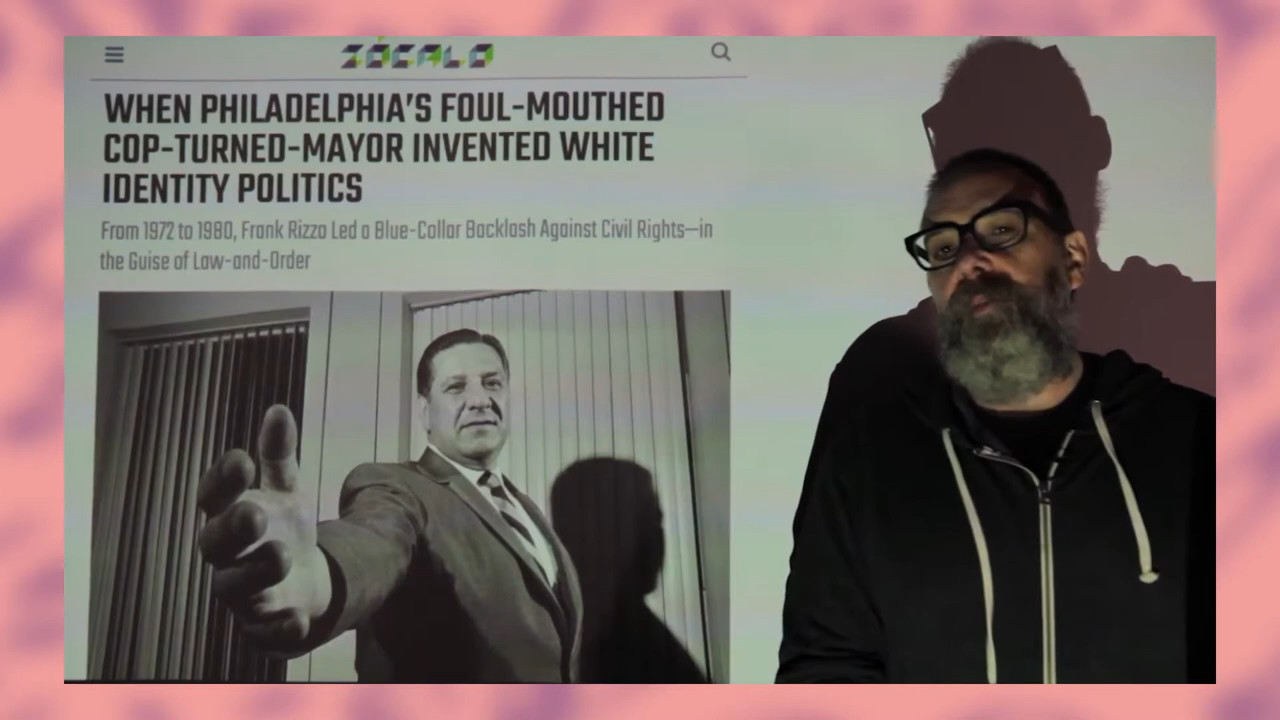 ZÓCALO
WHEN PHILADELPHIA'S FOUL-MOUTHED
COP-TURNED-MAYOR INVENTED WHITE
IDENTITY POLITICS
From 1972 to 1980, Frank Rizzo Led a Blue-Collar Backlash Against Civil Rights—in
the Guise of Law-and-Order